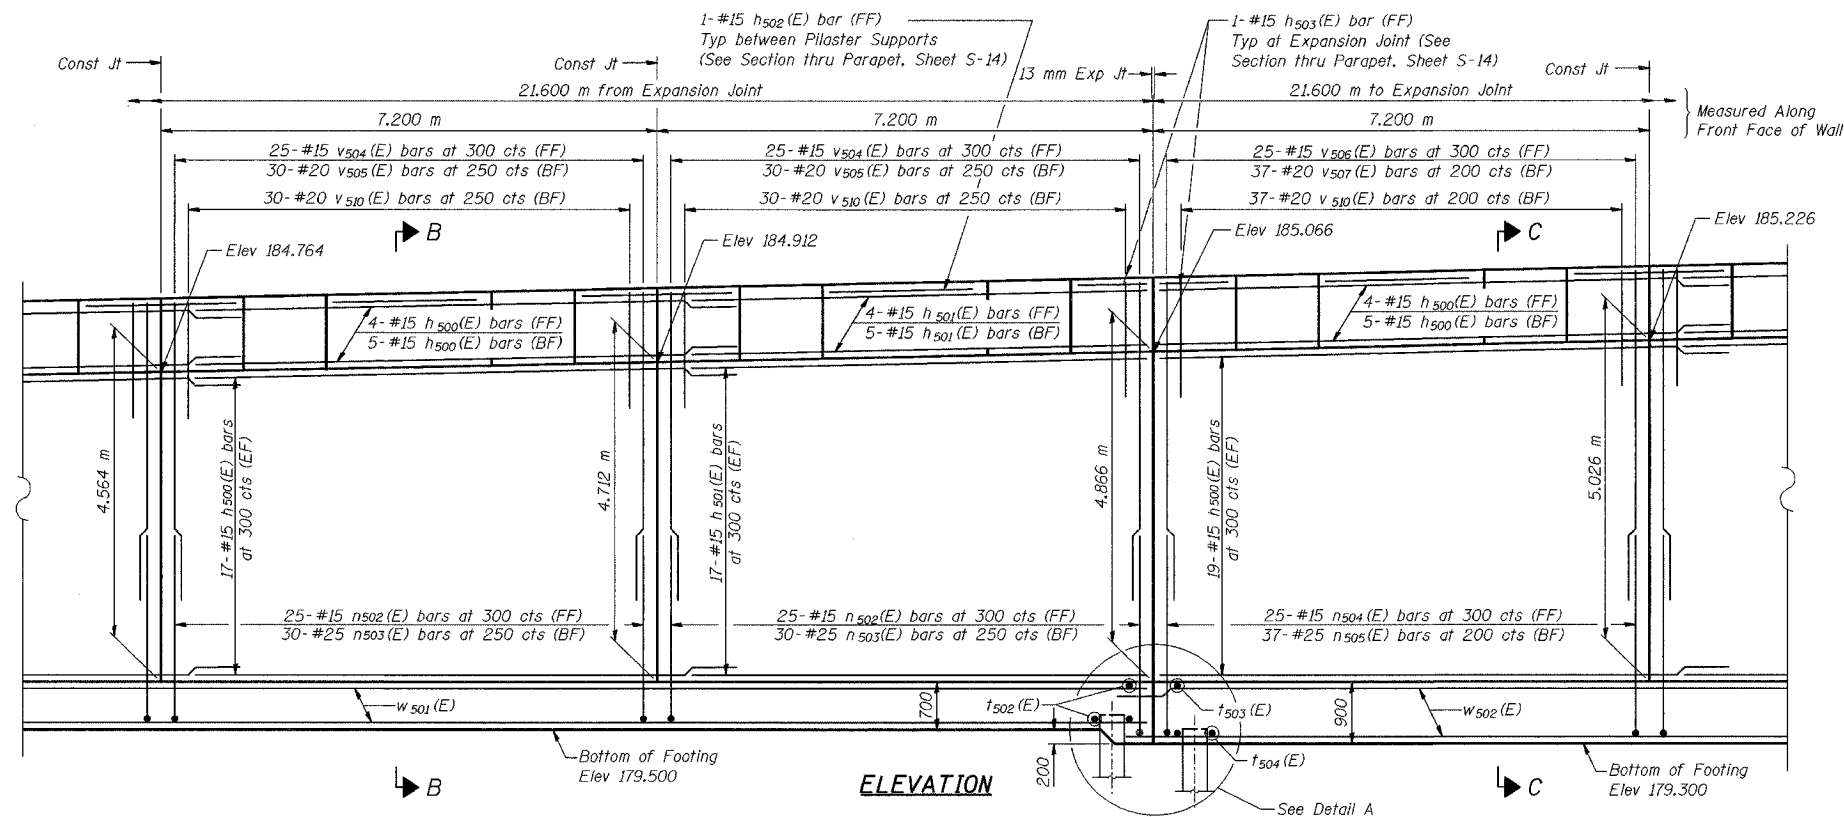 1-#15 h502(E) bar (FF)
Typ between Pilaster Supports
(See Section thru Parapet, Sheet S-14)
1-#15 h503(E) bar (FF)
Typ at Expansion Joint (See
Section thru Parapet, Sheet S-14)
Const Jt
Const Jt
13 mm Exp Jt
Const Jt
21.600 m from Expansion Joint
21.600 m to Expansion Joint
Measured Along
Front Face of Wall
7.200 m
7.200 m
7.200 m
25-#15 v504(E) bars at 300 cts (FF)
30-#20 v505(E) bars at 250 cts (BF)
25-#15 v504(E) bars at 300 cts (FF)
30-#20 v505(E) bars at 250 cts (BF)
25-#15 v506(E) bars at 300 cts (FF)
37-#20 v507(E) bars at 200 cts (BF)
30-#20 v510(E) bars at 250 cts (BF)
30-#20 v510(E) bars at 250 cts (BF)
37-#20 v510(E) bars at 200 cts (BF)
B
C
Elev 184.764
Elev 184.912
Elev 185.066
Elev 185.226
4-#15 h500(E) bars (FF)
5-#15 h500(E) bars (BF)
4-#15 h501(E) bars (FF)
5-#15 h501(E) bars (BF)
4-#15 h500(E) bars (FF)
5-#15 h500(E) bars (BF)
4.564 m
17-#15 h500(E) bars
at 300 cts (EF)
4.712 m
17-#15 h501(E) bars
at 300 cts (EF)
4.866 m
19-#15 h500(E) bars
at 300 cts (EF)
5.026 m
25-#15 n502(E) bars at 300 cts (FF)
30-#25 n503(E) bars at 250 cts (BF)
25-#15 n502(E) bars at 300 cts (FF)
30-#25 n503(E) bars at 250 cts (BF)
25-#15 n504(E) bars at 300 cts (FF)
37-#25 n505(E) bars at 200 cts (BF)
w501(E)
700
t502(E)
t503(E)
900
w502(E)
Bottom of Footing
Elev 179.500
200
t504(E)
Bottom of Footing
Elev 179.300
B
ELEVATION
C
See Detail A